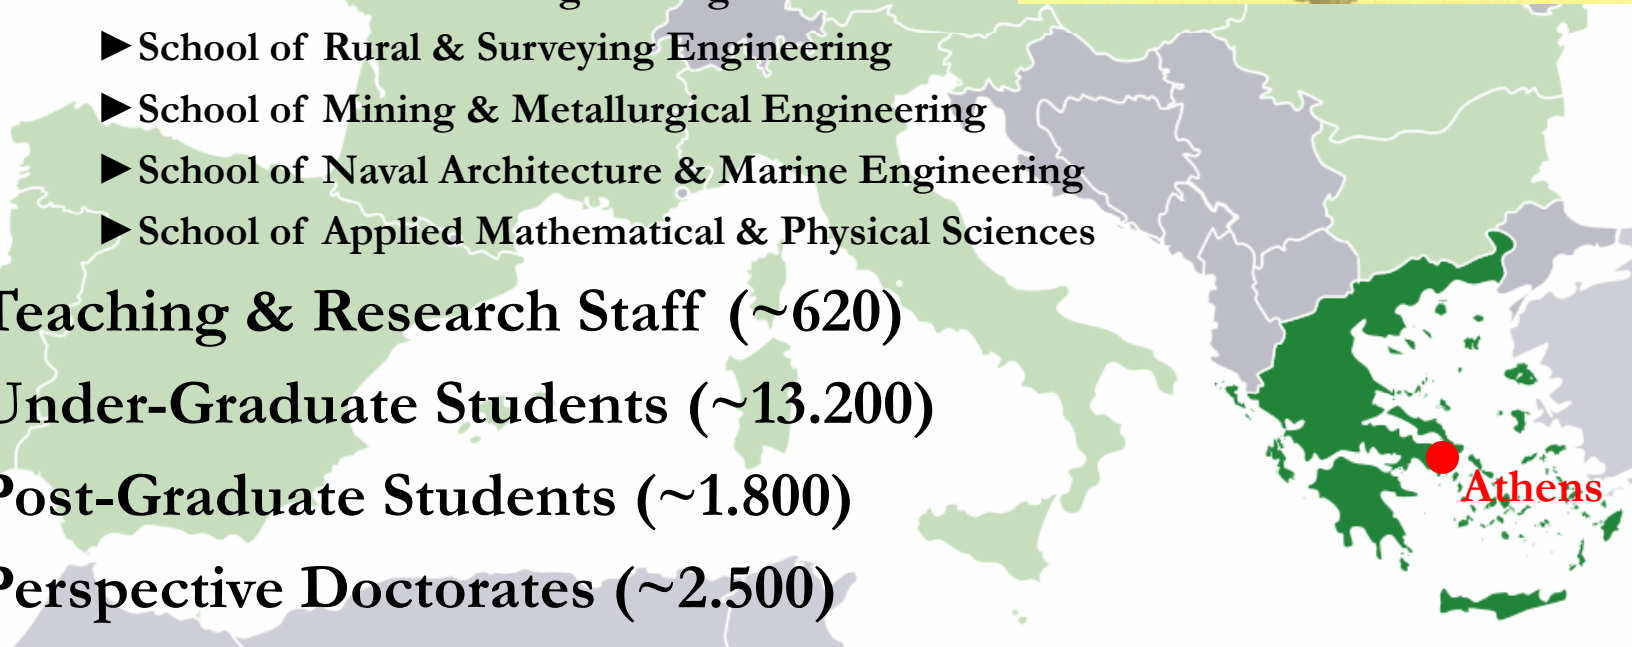 ►School of Rural & Surveying Engineering
►School of Mining & Metallurgical Engineering
►School of Naval Architecture & Marine Engineering
►School of Applied Mathematical & Physical Sciences
Teaching & Research Staff (~620)
Under-Graduate Students (~13.200)
Post-Graduate Students (~1.800)
Perspective Doctorates (~2.500)
Athens